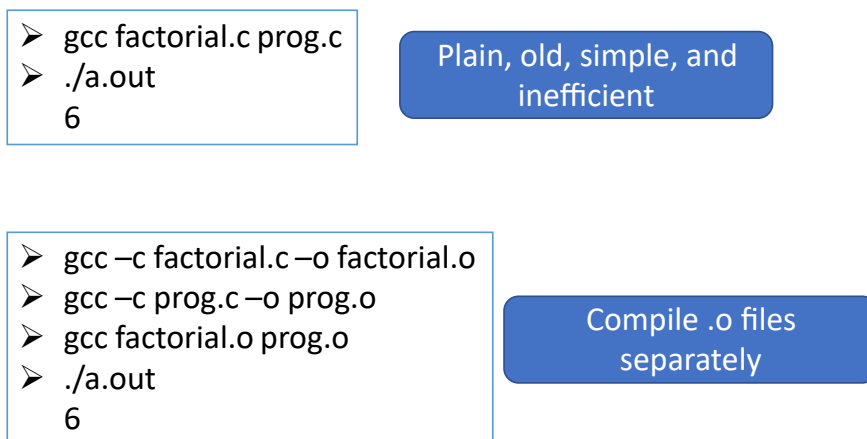 ➢ gcc factorial.c prog.c
➢ ./a.out
6
Plain, old, simple, and
inefficient
➢ gcc –c factorial.c –o factorial.o
➢ gcc –c prog.c –o prog.o
➢ gcc factorial.o prog.o
➢ ./a.out
6
Compile .o files
separately